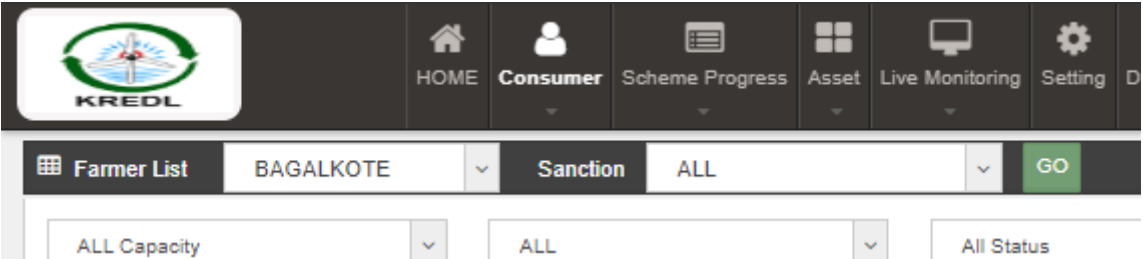 KREDL
HOME Consumer Scheme Progress Asset Live Monitoring Setting D
Farmer List BAGALKOTE Sanction ALL GO
ALL Capacity ALL All Status